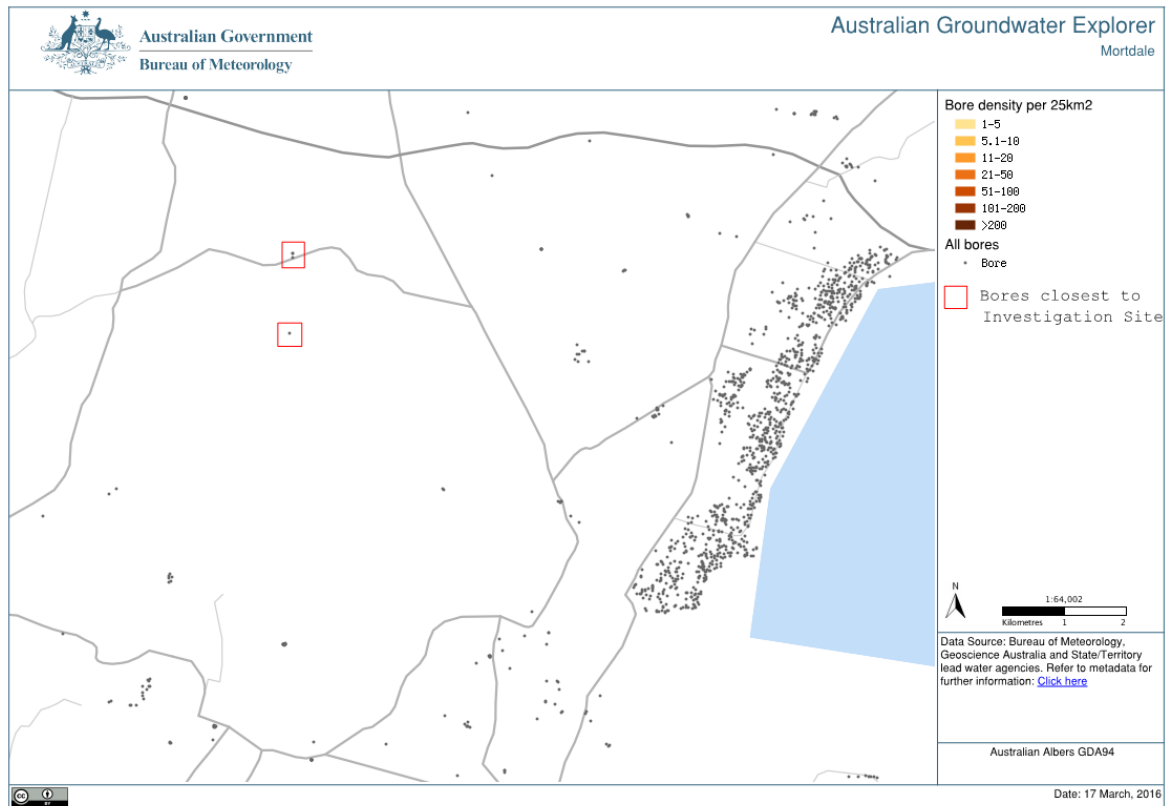 Australian Government
Bureau of Meteorology
Australian Groundwater Explorer
Mortdale
Bore density per 25km2
1-5
5.1-10
11-20
21-50
51-100
101-200
>200
All bores
Bore
Bores closest to
Investigation Site
N
1:64,002
Kilometres 1 2
Data Source: Bureau of Meteorology,
Geoscience Australia and State/Territory
lead water agencies. Refer to metadata for
further information: Click here
Australian Albers GDA94
cc BY
Date: 17 March, 2016